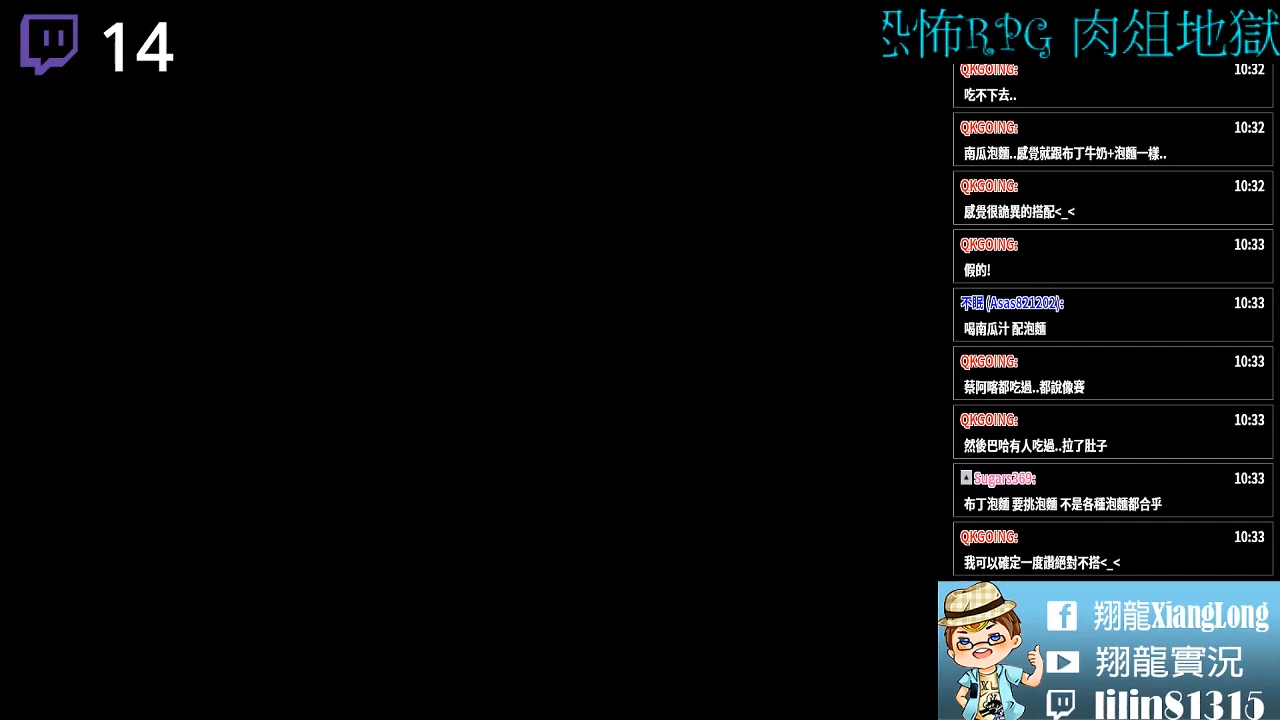 14
恐怖RPG 肉俎地獄
QKGOING: 10:32
吃不下去..
QKGOING: 10:32
南瓜泡麵..感覺就跟布丁牛奶+泡麵一樣..
QKGOING: 10:32
感覺很詭異的搭配<_<
QKGOING: 10:33
假的!
不眠 (Asas821202): 10:33
喝南瓜汁 配泡麵
QKGOING: 10:33
蔡阿喀都吃過..都說像賽
QKGOING: 10:33
然後巴哈有人吃過..拉了肚子
Sugars369: 10:33
布丁泡麵 要挑泡麵 不是各種泡麵都合乎
QKGOING: 10:33
我可以確定一度讚絕對不搭<_<
翔龍XiangLong
翔龍實況
lilin81315